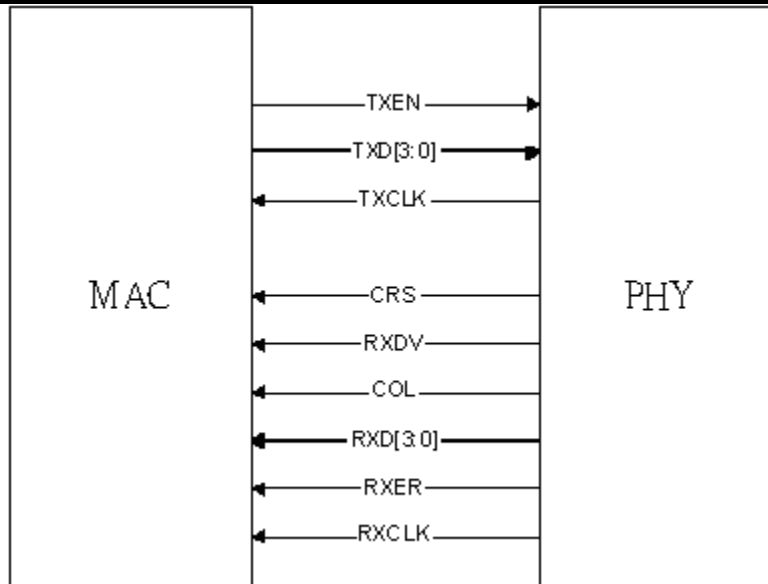 TXEN
TXD[3:0]
TXCLK
MAC
CRS
PHY
RXDV
COL
RXD[3:0]
RXER
RXCLK